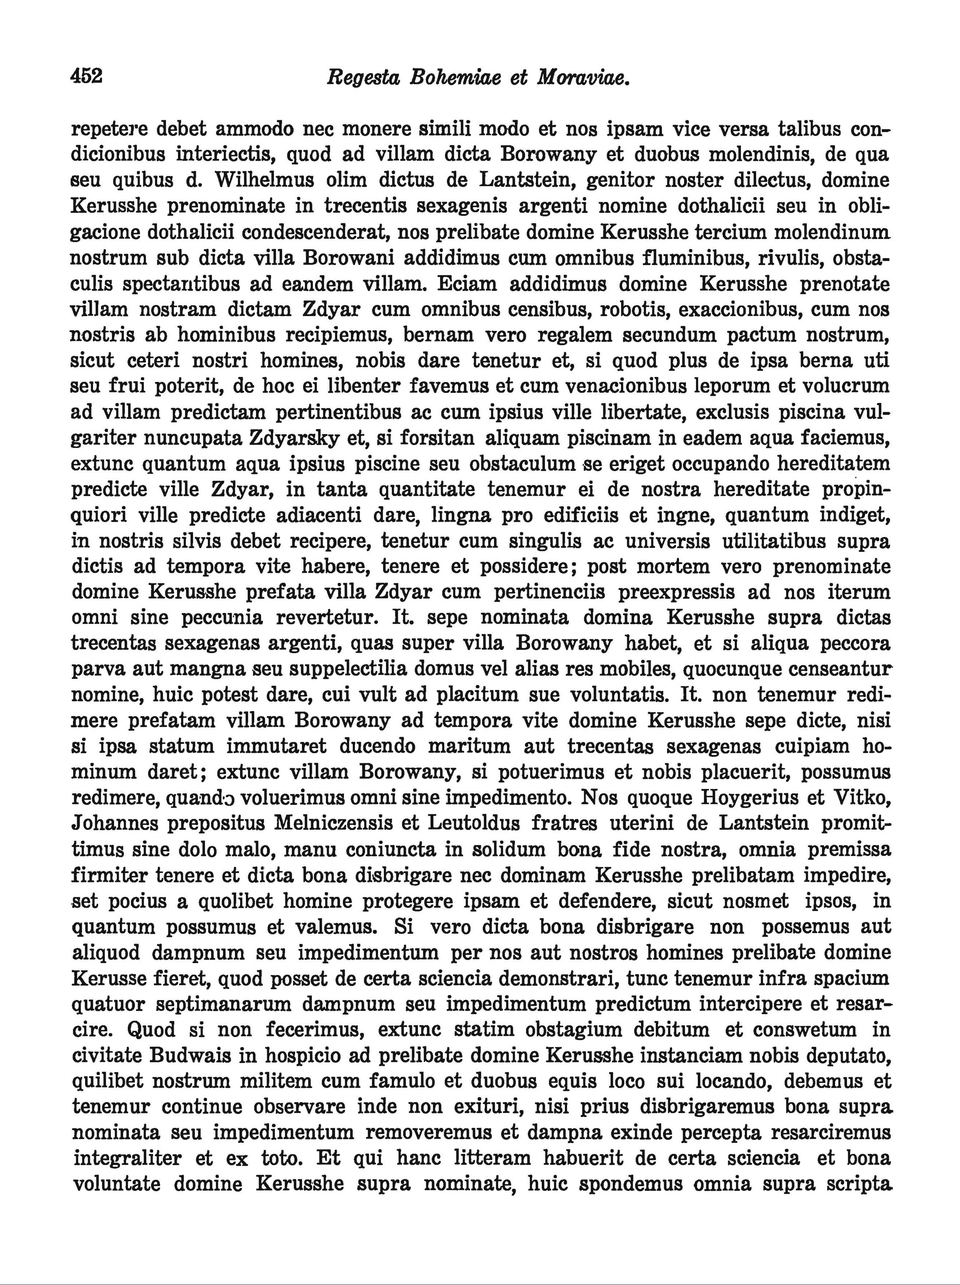 452 Regesta Bohemiae et Moraviae.
repetere debet ammodo nec monere simili modo et nos ipsam vice versa talibus con-
dicionibus interiectis, quod ad villam dicta Borowany et duobus molendinis, de qua
seu quibus d. Wilhelmus olim dictus de Lantstein, genitor noster dilectus, domine
Kerusshe prenominate in trecentis sexagenis argenti nomine dothalicii seu in obli-
gacione dothalicii condescenderat, nos prelibate domine Kerusshe tercium molendinum
nostrum sub dicta villa Borowani addidimus cum omnibus fluminibus, rivulis, obsta-
culis spectantibus ad eandem villam. Eciam addidimus domine Kerusshe prenotate
villam nostram dictam Zdyar cum omnibus censibus, robotis, exaccionibus, cum nos
nostris ab hominibus recipiemus, bernam vero regalem secundum pactum nostrum,
sicut ceteri nostri homines, nobis dare tenetur et, si quod plus de ipsa berna uti
seu frui poterit, de hoc ei libenter favemus et cum venacionibus leporum et volucrum
ad villam predictam pertinentibus ac cum ipsius ville libertate, exclusis piscina vul-
gariter nuncupata Zdyarsky et, si forsitan aliquam piscinam in eadem aqua faciemus,
extunc quantum aqua ipsius piscine seu obstaculum se eriget occupando hereditatem
predicte ville Zdyar, in tanta quantitate tenemur ei de nostra hereditate propin-
quiori ville predicte adiacenti dare, lingna pro edificiis et ingne, quantum indiget,
in nostris silvis debet recipere, tenetur cum singulis ac universis utilitatibus supra
dictis ad tempora vite habere, tenere et possidere; post mortem vero prenominate
domine Kerusshe prefata villa Zdyar cum pertinenciis preexpressis ad nos iterum
omni sine peccunia revertetur. It. sepe nominata domina Kerusshe supra dictas
trecentas sexagenas argenti, quas super villa Borowany habet, et si aliqua peccora
parva aut mangna seu suppelectilia domus vel alias res mobiles, quocunque censeantur
nomine, huic potest dare, cui vult ad placitum sue voluntatis. It. non tenemur redi-
mere prefatam villam Borowany ad tempora vite domine Kerusshe sepe dicte, nisi
si ipsa statum immutaret ducendo maritum aut trecentas sexagenas cuipiam ho-
minum daret; extunc villam Borowany, si potuerimus et nobis placuerit, possumus
redimere, quando voluerimus omni sine impedimento. Nos quoque Hoygerius et Vitko,
Johannes prepositus Melniczensis et Leutoldus fratres uterini de Lantstein promit-
timus sine dolo malo, manu coniuncta in solidum bona fide nostra, omnia premissa
firmiter tenere et dicta bona disbrigare nec dominam Kerusshe prelibatam impedire,
set pocius a quolibet homine protegere ipsam et defendere, sicut nosmet ipsos, in
quantum possumus et valemus. Si vero dicta bona disbrigare non possemus aut
aliquod dampnum seu impedimentum per nos aut nostros homines prelibate domine
Kerusse fieret, quod posset de certa sciencia demonstrari, tunc tenemur infra spacium
quatuor septimanarum dampnum seu impedimentum predictum intercipere et resar-
cire. Quod si non fecerimus, extunc statim obstagium debitum et conswetum in
civitate Budwais in hospicio ad prelibate domine Kerusshe instanciam nobis deputato,
quilibet nostrum militem cum famulo et duobus equis loco sui locando, debemus et
tenemur continue observare inde non exituri, nisi prius disbrigaremus bona supra
nominata seu impedimentum removeremus et dampna exinde percepta resarciremus
integraliter et ex toto. Et qui hanc litteram habuerit de certa sciencia et bona
voluntate domine Kerusshe supra nominate, huic spondemus omnia supra scripta